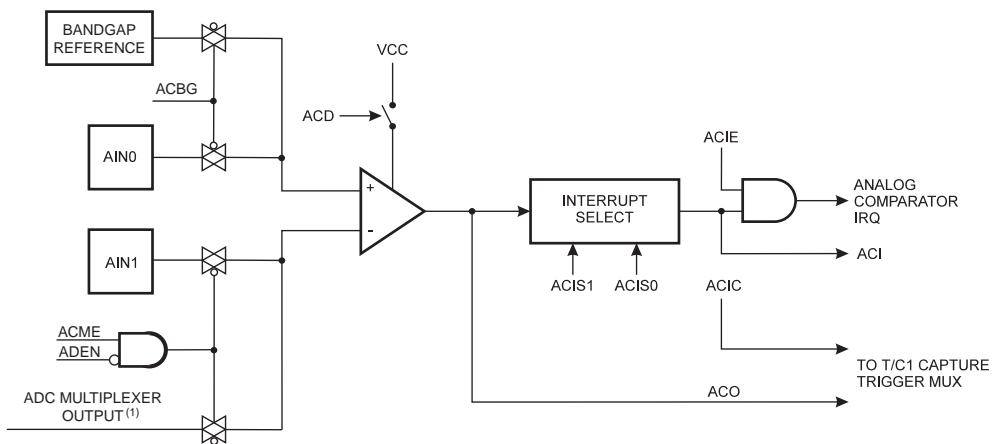 BANDGAP
REFERENCE
VCC
ACBG
ACD
ACIE
AIN0
+
-
INTERRUPT
SELECT
ANALOG
COMPARATOR
IRQ
AIN1
ACI
ACIS1 ACIS0 ACIC
ACME
ADEN
TO T/C1 CAPTURE
TRIGGER MUX
ADC MULTIPLEXER
OUTPUT (1)
ACO